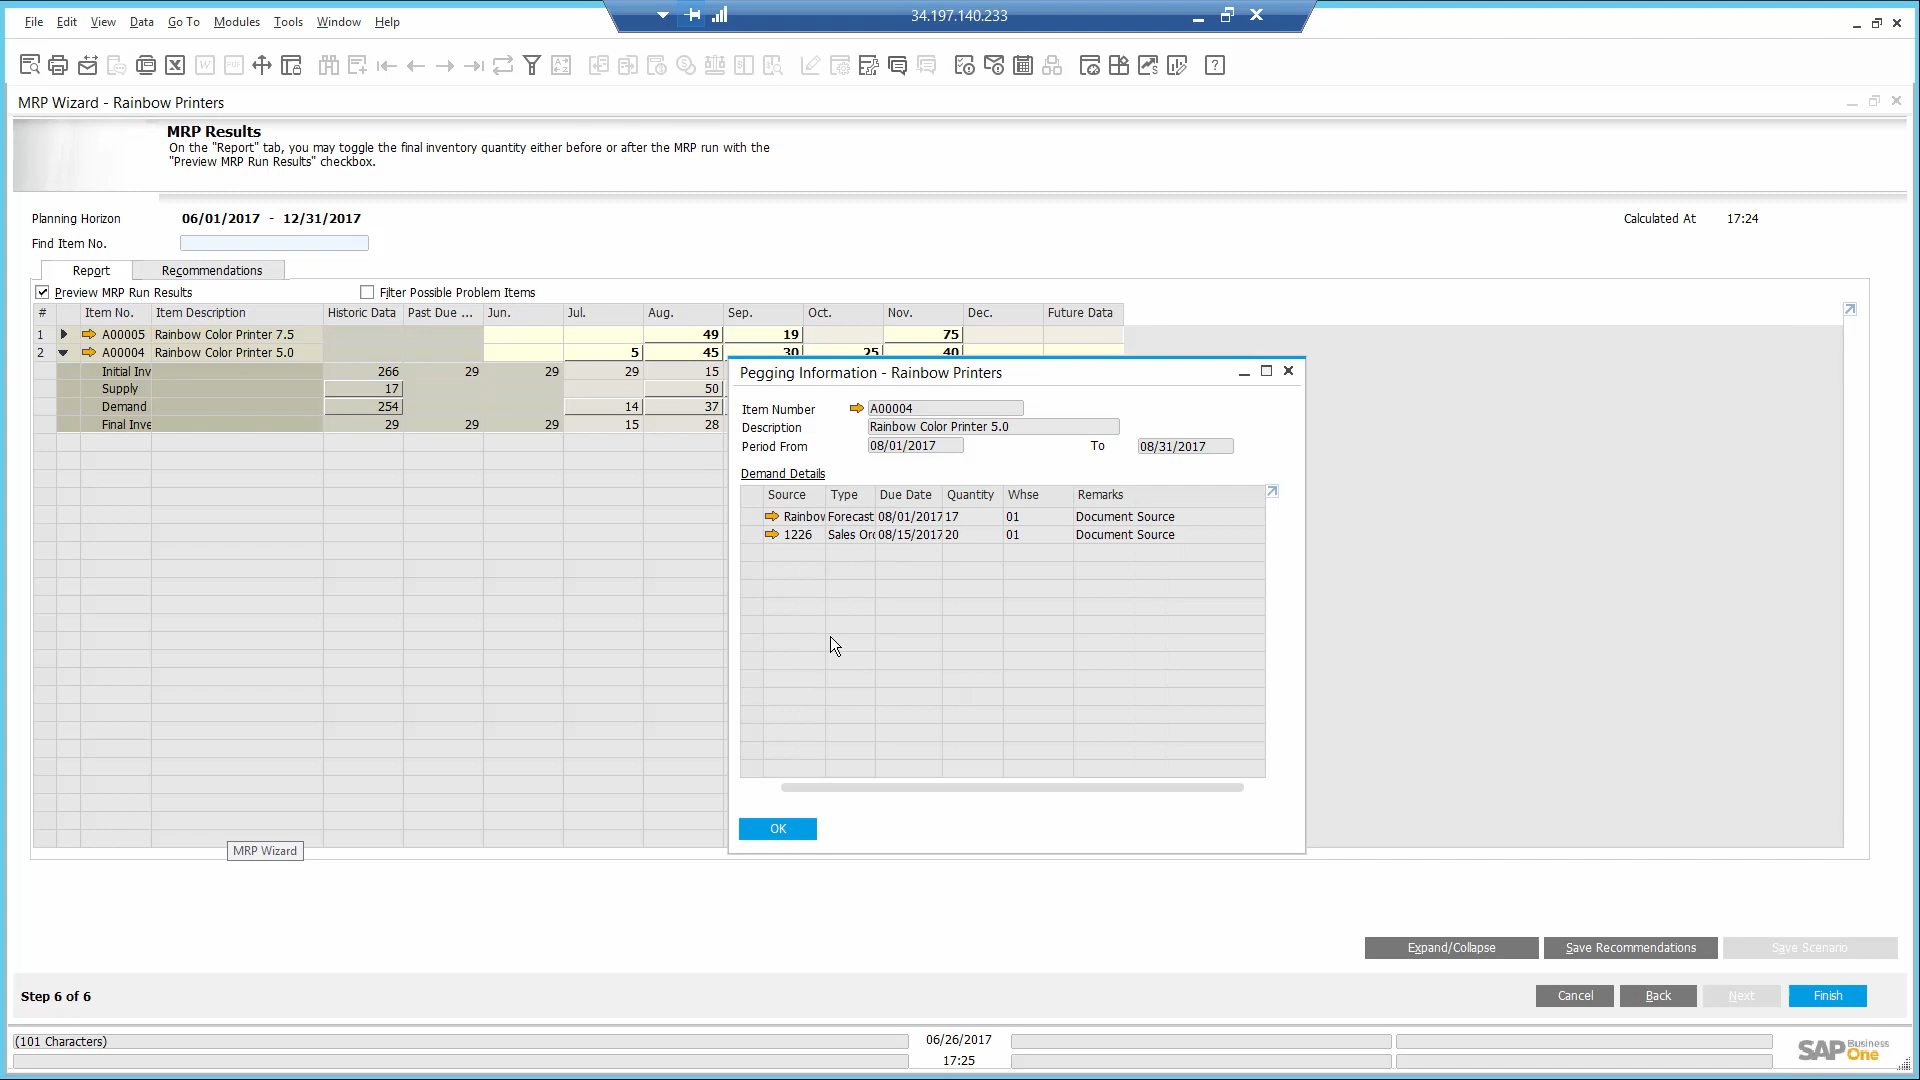 34.197.140.233
File Edit View Data Go To Modules Tools Window Help
MRP Wizard - Rainbow Printers
MRP Results
On the "Report" tab, you may toggle the final inventory quantity either before or after the MRP run with the
"Preview MRP Run Results" checkbox.
Planning Horizon 06/01/2017 - 12/31/2017 Calculated At 17:24
Find Item No.
Report Recommendations
Preview MRP Run Results Filter Possible Problem Items
# Item No. Item Description Historic Data Past Due ... Jun. Jul. Aug. Sep. Oct. Nov. Dec. Future Data
1 A00005 Rainbow Color Printer 7.5 49 19 75
2 A00004 Rainbow Color Printer 5.0 5 45 30 25 40
Initial Inv 266 29 29 29 15
Supply 17 50
Demand 254 14 37
Final Inve 29 29 29 15 28
Pegging Information - Rainbow Printers
Item Number A00004
Description Rainbow Color Printer 5.0
Period From 08/01/2017 To 08/31/2017
Demand Details
Source Type Due Date Quantity Whse Remarks
Rainbow Forecast 08/01/2017 17 01 Document Source
1226 Sales Ord 08/15/2017 20 01 Document Source
OK
MRP Wizard
Expand/Collapse Save Recommendations Save Scenario
Step 6 of 6 Cancel Back Next Finish
(101 Characters) 06/26/2017
17:25
SAP Business One